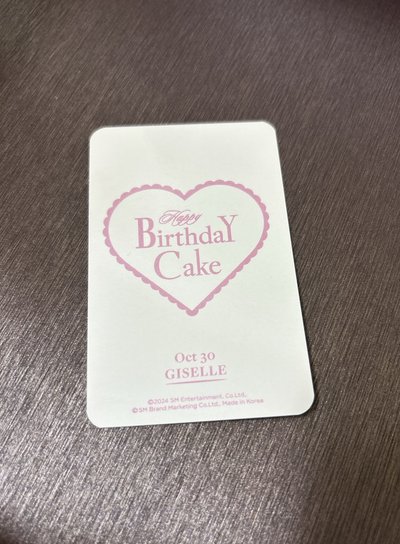 Happy
BirthdaY
Cake
Oct 30
GISELLE
©2024 SM Entertainment. Co.Ltd.
© SM Brand Marketing Co.Ltd., Made in Korea